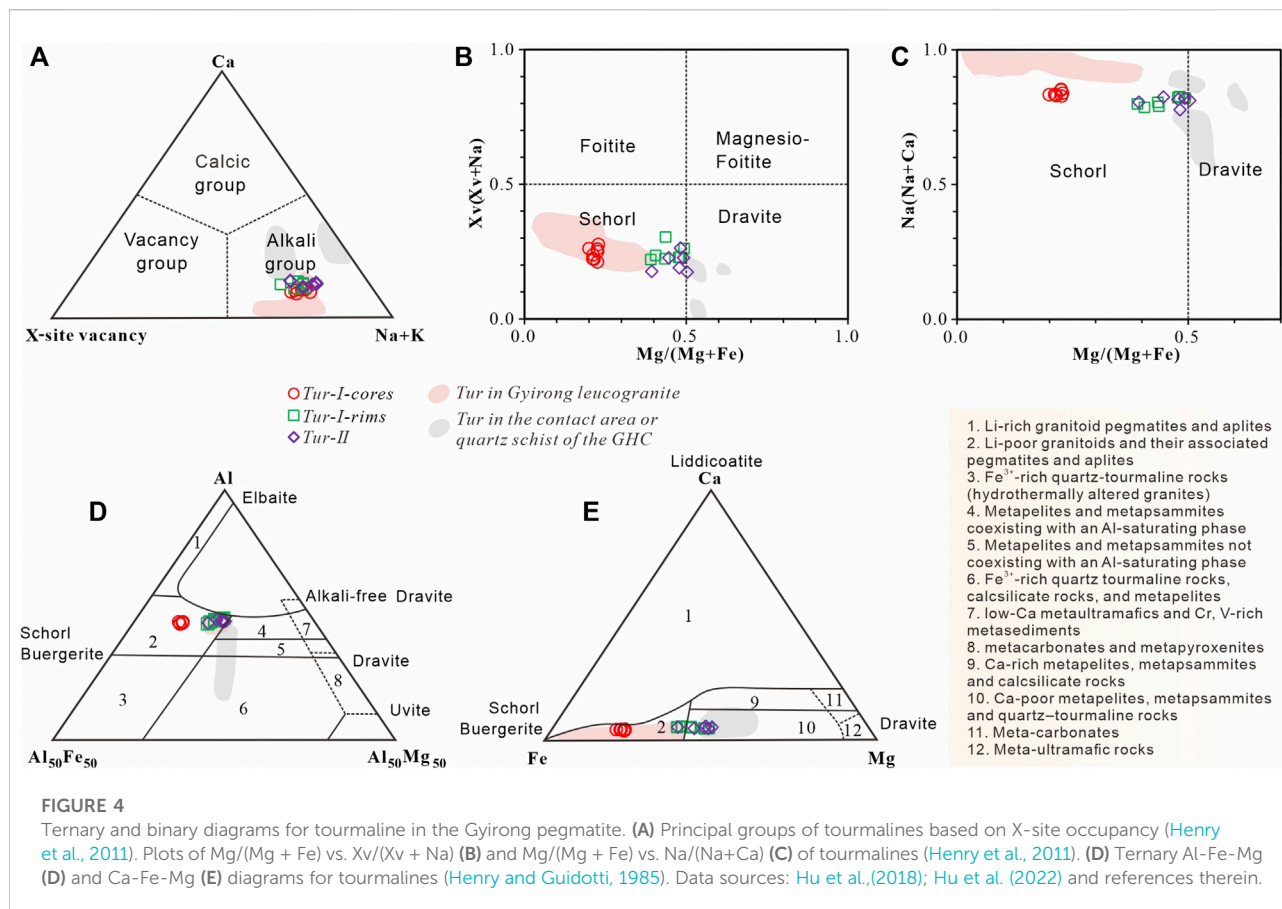 A
Ca
Calcic
group
Vacancy
group
Alkali
group
X-site vacancy
Na+K
B
1.0
Xv(Xv+Na)
0.5
0.0
Foitite
Magnesio-
Foitite
Schorl
Dravite
0.0
0.5
1.0
Mg/(Mg+Fe)
C
1.0
Na(Na+Ca)
0.5
0.0
Schorl
Dravite
0.0
0.5
Mg/(Mg+Fe)
Tur-I-cores
Tur-I-rims
Tur-II
Tur in Gyirong leucogranite
Tur in the contact area or
quartz schist of the GHC
D
Al
Elbaite
1
Alkali-free Dravite
Schorl
Buergerite
2
4
7
5
Dravite
8
3
6
Uvite
Al50Fe50
Al50Mg50
E
Liddicoatite
Ca
1
Schorl
Buergerite
9
11
2
10
12
Dravite
Fe
Mg
1. Li-rich granitoid pegmatites and aplites
2. Li-poor granitoids and their associated
pegmatites and aplites
3. Fe³⁺-rich quartz-tourmaline rocks
(hydrothermally altered granites)
4. Metapelites and metapsammites
coexisting with an Al-saturating phase
5. Metapelites and metapsammites not
coexisting with an Al-saturating phase
6. Fe³⁺-rich quartz tourmaline rocks,
calcsilicate rocks, and metapelites
7. low-Ca metaultramafics and Cr, V-rich
metasediments
8. metacarbonates and metapyroxenites
9. Ca-rich metapelites, metapsammites
and calcsilicate rocks
10. Ca-poor metapelites, metapsammites
and quartz–tourmaline rocks
11. Meta-carbonates
12. Meta-ultramafic rocks
FIGURE 4
Ternary and binary diagrams for tourmaline in the Gyirong pegmatite. (A) Principal groups of tourmalines based on X-site occupancy (Henry
et al., 2011). Plots of Mg/(Mg + Fe) vs. Xv/(Xv + Na) (B) and Mg/(Mg + Fe) vs. Na/(Na+Ca) (C) of tourmalines (Henry et al., 2011). (D) Ternary Al-Fe-Mg
(D) and Ca-Fe-Mg (E) diagrams for tourmalines (Henry and Guidotti, 1985). Data sources: Hu et al.,(2018); Hu et al. (2022) and references therein.